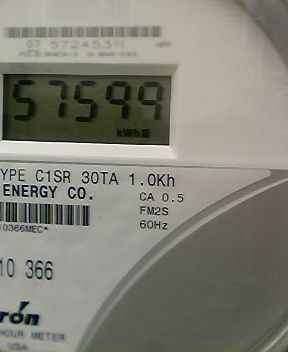 07 57245311
57599
kWh
YPE C1SR 30TA 1.0Kh
ENERGY CO.
CA 0.5
FM2S
60Hz
10366MEC*
10 366
rön
HOUR METER
USA